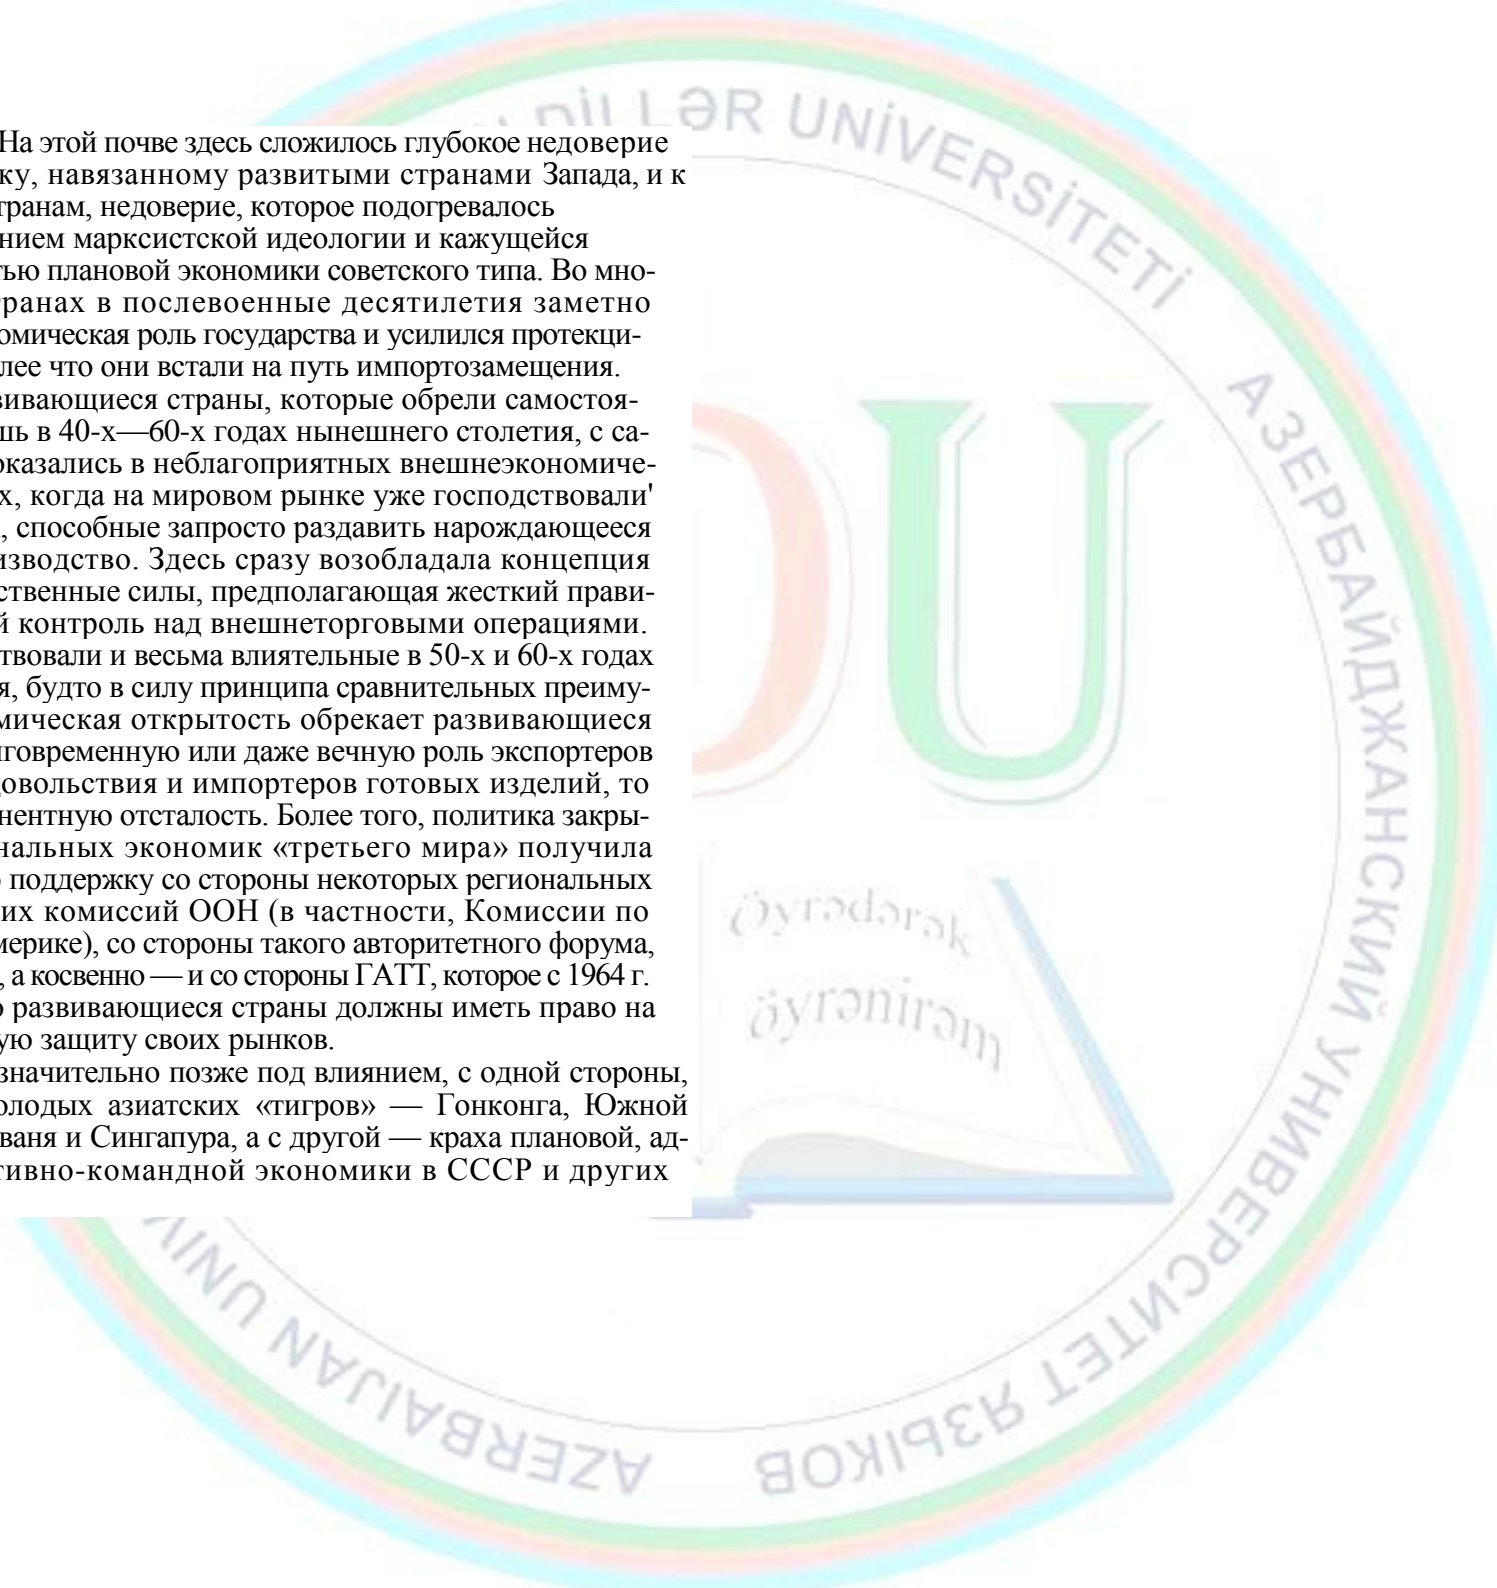 На этой почве здесь сложилось глубокое недоверие
ку, навязанному развитыми странами Запада, и к
транам, недоверие, которое подогревалось
нием марксистской идеологии и кажущейся
тью плановой экономики советского типа. Во мно-
транах в послевоенные десятилетия заметно
омическая роль государства и усилился протекци-
лее что они встали на путь импортозамещения.
вивающиеся страны, которые обрели самостоя-
шь в 40-х—60-х годах нынешнего столетия, с са-
оказались в неблагоприятных внешнеэкономиче-
х, когда на мировом рынке уже господствовали'
, способные запросто раздавить нарождающееся
изводство. Здесь сразу возобладала концепция
ственные силы, предполагающая жесткий прави-
й контроль над внешнеторговыми операциями.
твовали и весьма влиятельные в 50-х и 60-х годах
я, будто в силу принципа сравнительных преиму-
мическая открытость обрекает развивающиеся
лговременную или даже вечную роль экспортеров
довольствия и импортеров готовых изделий, то
нентную отсталость. Более того, политика закры-
нальных экономик «третьего мира» получила
ю поддержку со стороны некоторых региональных
их комиссий ООН (в частности, Комиссии по
мерике), со стороны такого авторитетного форума,
, а косвенно — и со стороны ГАТТ, которое с 1964 г.
о развивающиеся страны должны иметь право на
ую защиту своих рынков.
значительно позже под влиянием, с одной стороны,
олодых азиатских «тигров» — Гонконга, Южной
ваня и Сингапура, а с другой — краха плановой, ад-
тивно-командной экономики в СССР и других
DİLLƏR UNİVERSİTETİ
АЗЕРБАЙДЖАНСКИЙ УНИВЕРСИТЕТ ЯЗЫКОВ
AZERBAIJAN UNIV
DU
öyrədərək
öyrənirəm